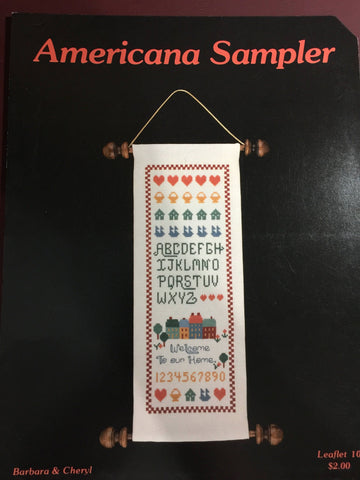 Americana Sampler
ABCDEFGH
IJKLMNO
PQRSTUV
WXYZ
Welcome
To our Home
1234567890
Leaflet 10
$2.00
Barbara & Cheryl